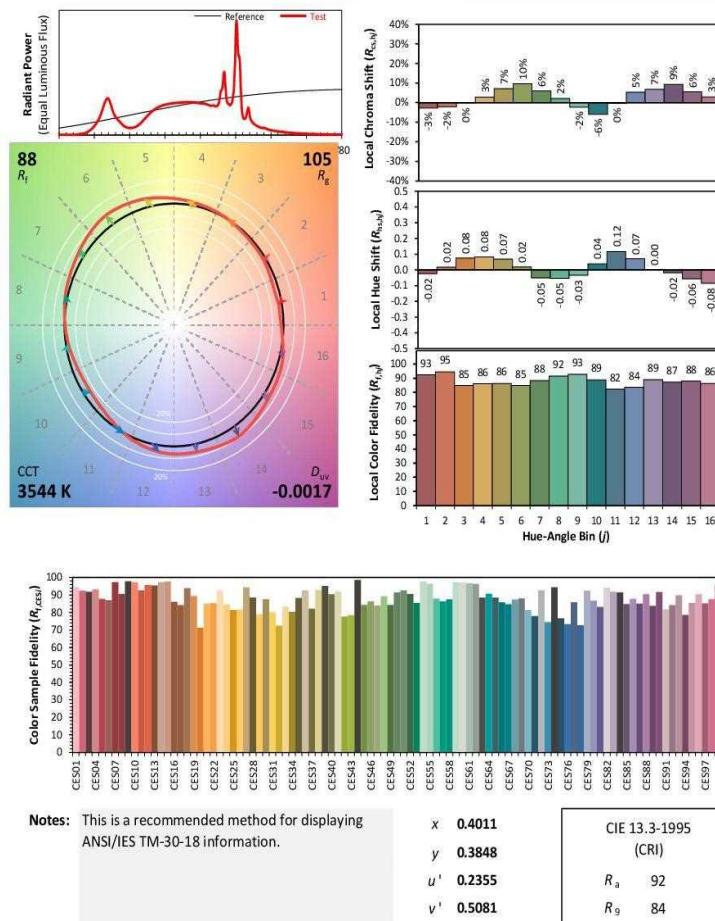 Reference Test
Radiant Power
(Equal Luminous Flux)
80
88
Rf
105
Rg
1
2
3
4
5
6
7
8
9
10
11
12
13
14
15
16
20%
20%
CCT
3544 K
Duv
-0.0017
Local Chroma Shift (Rcs,hj)
40%
30%
20%
10%
0%
-10%
-20%
-30%
-40%
-3% -2% 0% 3% 7% 10% 6% 2% -2% -6% 0% 5% 7% 9% 6% 3%
Local Hue Shift (Rhs,hj)
0.5
0.4
0.3
0.2
0.1
0.0
-0.1
-0.2
-0.3
-0.4
-0.5
-0.02 0.02 0.08 0.08 0.07 0.02 -0.05 -0.05 -0.03 0.04 0.12 0.07 0.00 -0.02 -0.06 -0.08
Local Color Fidelity (Rf,hj)
100
90
80
70
60
50
40
30
20
10
0
93 95 85 86 86 85 88 92 93 89 82 84 89 87 88 86
1 2 3 4 5 6 7 8 9 10 11 12 13 14 15 16
Hue-Angle Bin (j)
Color Sample Fidelity (Rf,CESi)
100
90
80
70
60
50
40
30
20
10
0
CES01 CES04 CES07 CES10 CES13 CES16 CES19 CES22 CES25 CES28 CES31 CES34 CES37 CES40 CES43 CES46 CES49 CES52 CES55 CES58 CES61 CES64 CES67 CES70 CES73 CES76 CES79 CES82 CES85 CES88 CES91 CES94 CES97
Notes: This is a recommended method for displaying
ANSI/IES TM-30-18 information.
x 0.4011
y 0.3848
u' 0.2355
v' 0.5081
CIE 13.3-1995
(CRI)
Ra 92
R9 84